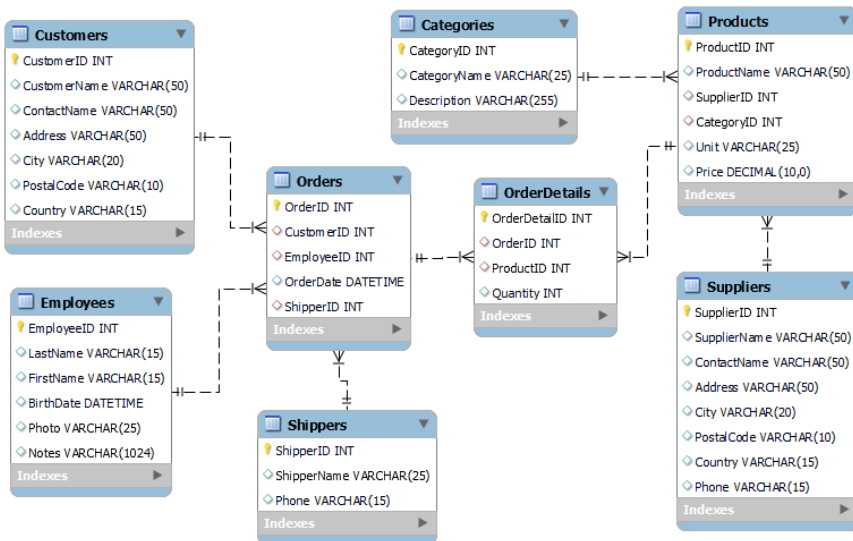 Customers
CustomerID INT
CustomerName VARCHAR(50)
ContactName VARCHAR(50)
Address VARCHAR(50)
City VARCHAR(20)
PostalCode VARCHAR(10)
Country VARCHAR(15)
Indexes
Categories
CategoryID INT
CategoryName VARCHAR(25)
Description VARCHAR(255)
Indexes
Products
ProductID INT
ProductName VARCHAR(50)
SupplierID INT
CategoryID INT
Unit VARCHAR(25)
Price DECIMAL(10,0)
Indexes
Orders
OrderID INT
CustomerID INT
EmployeeID INT
OrderDate DATETIME
ShipperID INT
Indexes
OrderDetails
OrderDetailID INT
OrderID INT
ProductID INT
Quantity INT
Indexes
Employees
EmployeeID INT
LastName VARCHAR(15)
FirstName VARCHAR(15)
BirthDate DATETIME
Photo VARCHAR(25)
Notes VARCHAR(1024)
Indexes
Shippers
ShipperID INT
ShipperName VARCHAR(25)
Phone VARCHAR(15)
Indexes
Suppliers
SupplierID INT
SupplierName VARCHAR(50)
ContactName VARCHAR(50)
Address VARCHAR(50)
City VARCHAR(20)
PostalCode VARCHAR(10)
Country VARCHAR(15)
Phone VARCHAR(15)
Indexes